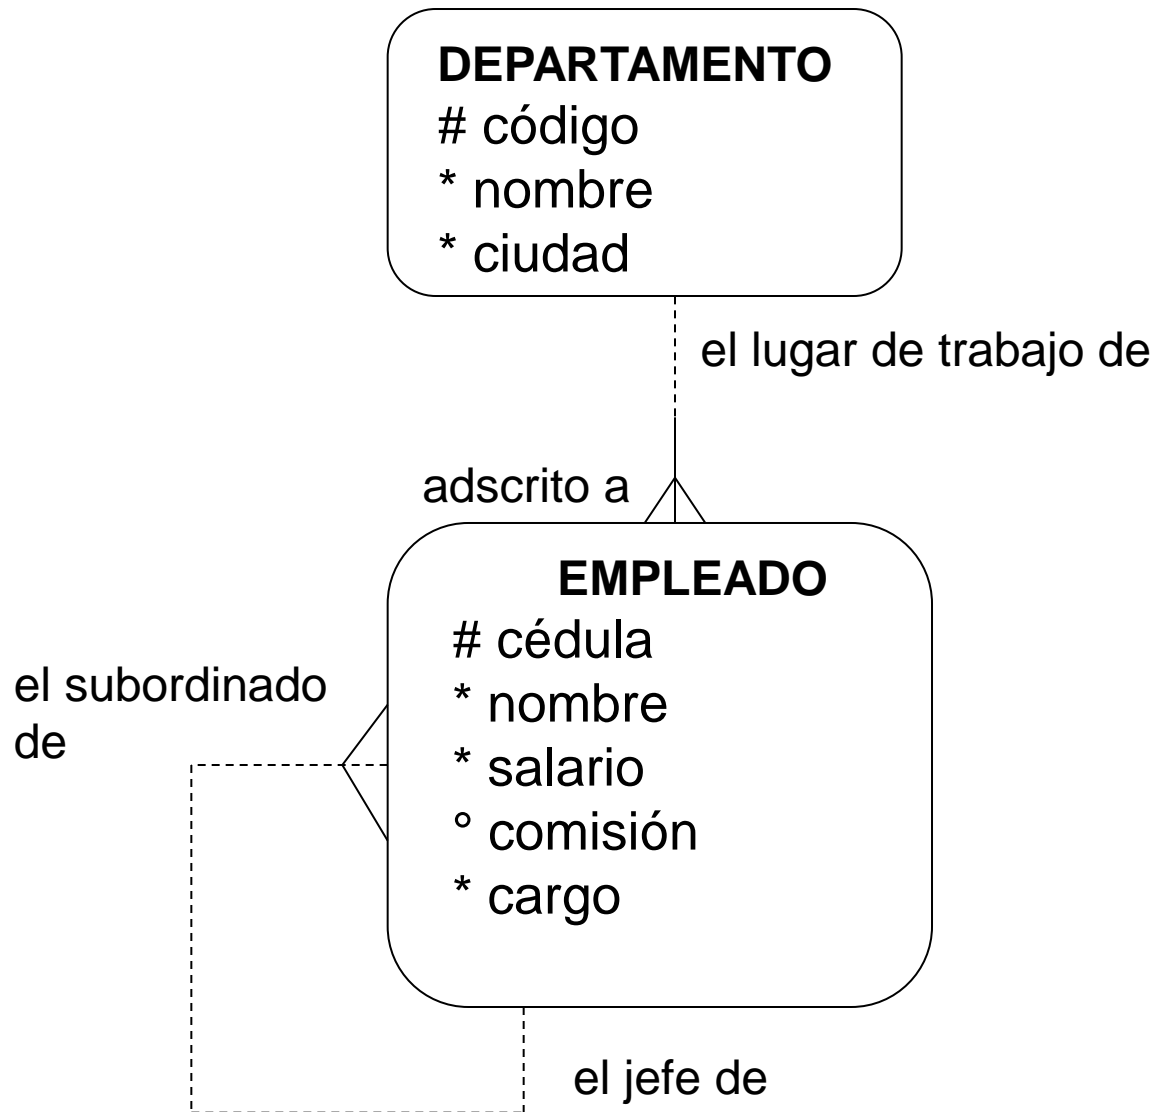 DEPARTAMENTO
# código
* nombre
* ciudad
el lugar de trabajo de
adscrito a
EMPLEADO
# cédula
* nombre
* salario
° comisión
* cargo
el subordinado
de
el jefe de